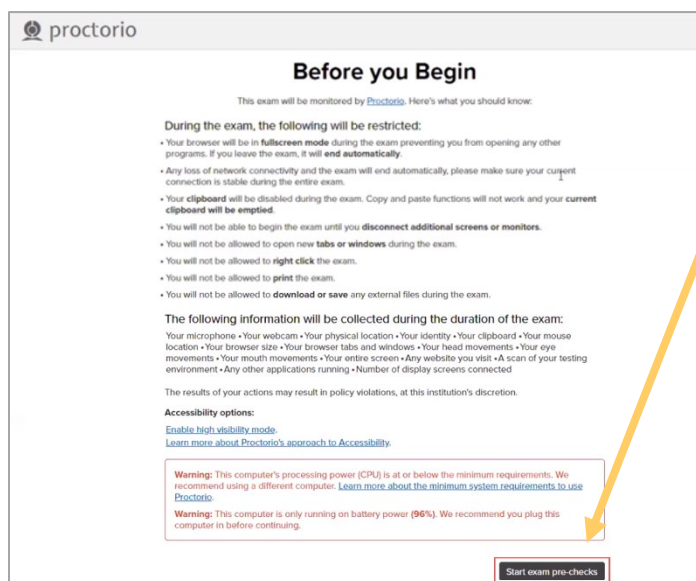 proctorio
Before you Begin
This exam will be monitored by Proctorio. Here's what you should know:
During the exam, the following will be restricted:
• Your browser will be in fullscreen mode during the exam preventing you from opening any other
programs. If you leave the exam, it will end automatically.
• Any loss of network connectivity and the exam will end automatically, please make sure your current
connection is stable during the entire exam.
• Your clipboard will be disabled during the exam. Copy and paste functions will not work and your current
clipboard will be emptied.
• You will not be able to begin the exam until you disconnect additional screens or monitors.
• You will not be allowed to open new tabs or windows during the exam.
• You will not be allowed to right click the exam.
• You will not be allowed to print the exam.
• You will not be allowed to download or save any external files during the exam.
The following information will be collected during the duration of the exam:
Your microphone • Your webcam • Your physical location • Your identity • Your clipboard • Your mouse
location • Your browser size • Your browser tabs and windows • Your head movements • Your eye
movements • Your mouth movements • Your entire screen • Any website you visit • A scan of your testing
environment • Any other applications running • Number of display screens connected
The results of your actions may result in policy violations, at this institution's discretion.
Accessibility options:
Enable high visibility mode.
Learn more about Proctorio's approach to Accessibility.
Warning: This computer's processing power (CPU) is at or below the minimum requirements. We
recommend using a different computer. Learn more about the minimum system requirements to use
Proctorio.
Warning: This computer is only running on battery power (96%). We recommend you plug this
computer in before continuing.
Start exam pre-checks